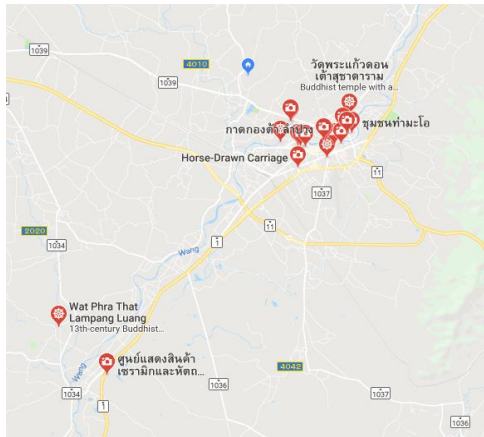 1039
4010
1039
วัดพระแก้วดอน
เต้าสุชาดาราม
Buddhist temple with a...
กาดกองต้า ลำปาง
ชุมชนท่ามะโอ
Horse-Drawn Carriage
11
1037
11
2020
1034
Wang
1
Wat Phra That
Lampang Luang
13th-century Buddhist...
ศูนย์แสดงสินค้า
เซรามิกและหัตถ...
Wang
4042
1034
1036
1037
1
1036